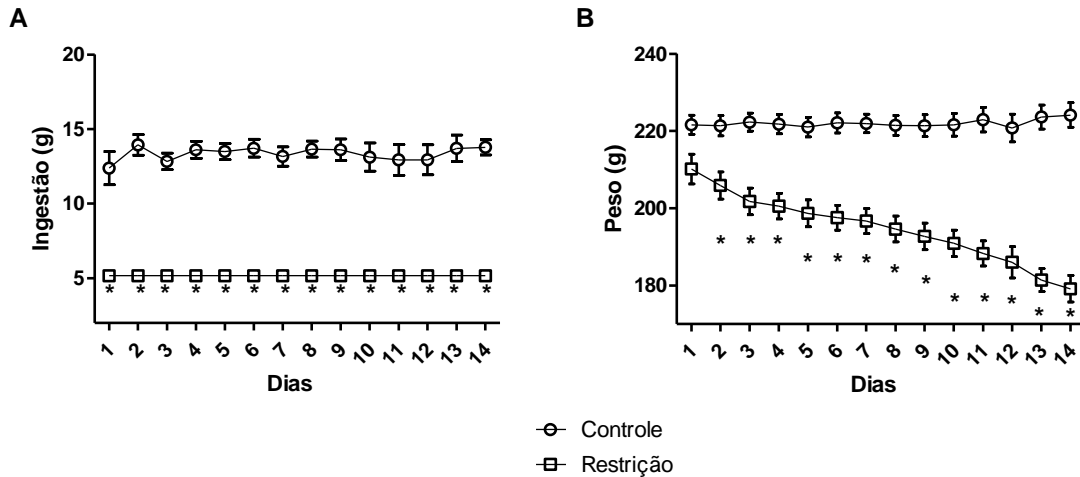 A
20
15
10
5
Ingestão (g)
1 2 3 4 5 6 7 8 9 10 11 12 13 14
* * * * * * * * * * * * * *
Dias
B
240
220
200
180
Peso (g)
* * * * * * * * * * * * *
1 2 3 4 5 6 7 8 9 10 11 12 13 14
Dias
Controle
Restrição